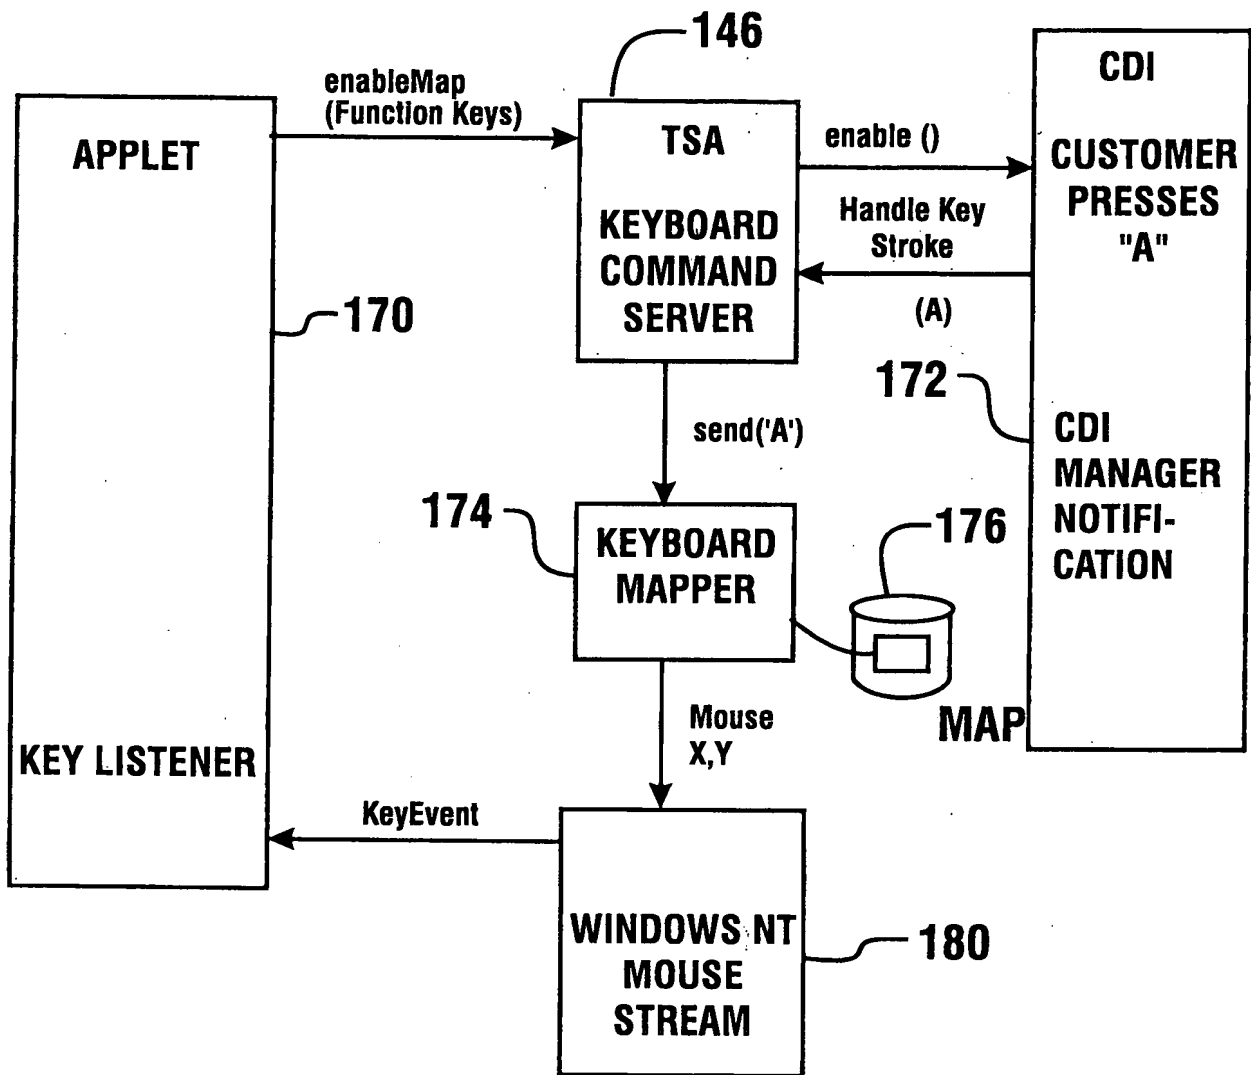 146
enableMap
(Function Keys)
APPLET
170
KEY LISTENER
TSA
KEYBOARD
COMMAND
SERVER
enable ()
Handle Key
Stroke
(A)
CDI
CUSTOMER
PRESSES
"A"
172
CDI
MANAGER
NOTIFI-
CATION
send('A')
174
KEYBOARD
MAPPER
176
MAP
Mouse
X,Y
KeyEvent
WINDOWS NT
MOUSE
STREAM
180